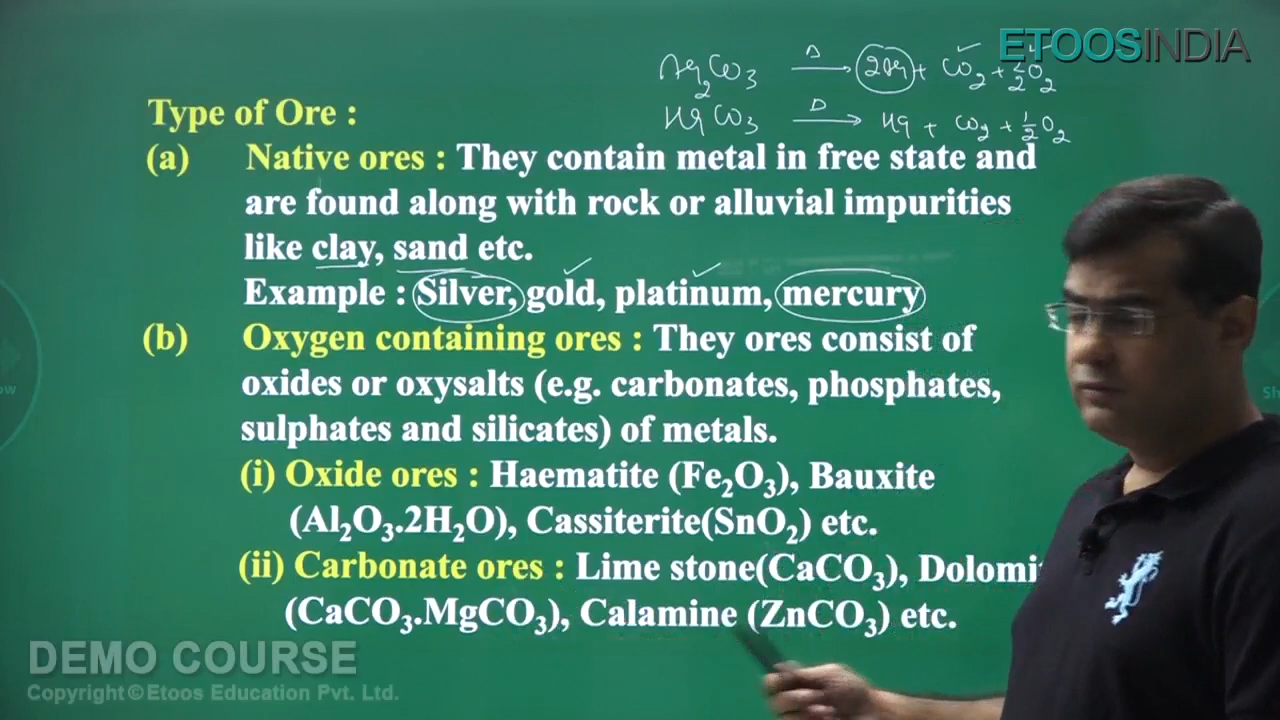 ETOOSINDIA
Ag₂CO₃ —Δ→ 2Ag + CO₂ + ½O₂
HgCO₃ —Δ→ Hg + CO₂ + ½O₂
Type of Ore :
(a) Native ores : They contain metal in free state and
are found along with rock or alluvial impurities
like clay, sand etc.
Example : Silver, gold, platinum, mercury
(b) Oxygen containing ores : They ores consist of
oxides or oxysalts (e.g. carbonates, phosphates,
sulphates and silicates) of metals.
(i) Oxide ores : Haematite (Fe₂O₃), Bauxite
(Al₂O₃.2H₂O), Cassiterite(SnO₂) etc.
(ii) Carbonate ores : Lime stone(CaCO₃), Dolomi
(CaCO₃.MgCO₃), Calamine (ZnCO₃) etc.
DEMO COURSE
Copyright © Etoos Education Pvt. Ltd.